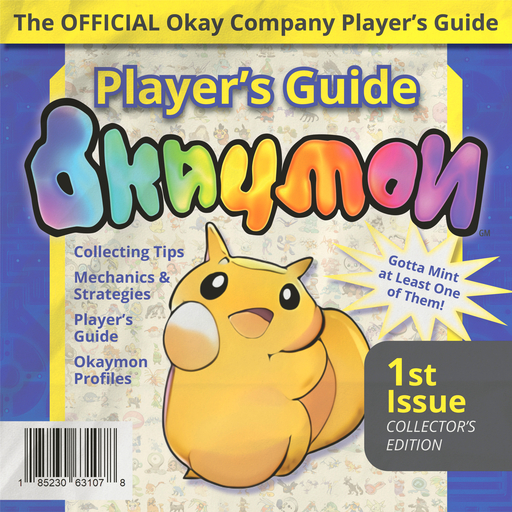 The OFFICIAL Okay Company Player's Guide
Player's Guide
Okaymon
Collecting Tips
Mechanics &
Strategies
Player's
Guide
Okaymon
Profiles
Gotta Mint
at Least One
of Them!
1st
Issue
COLLECTOR'S
EDITION
1 85230 63107 8